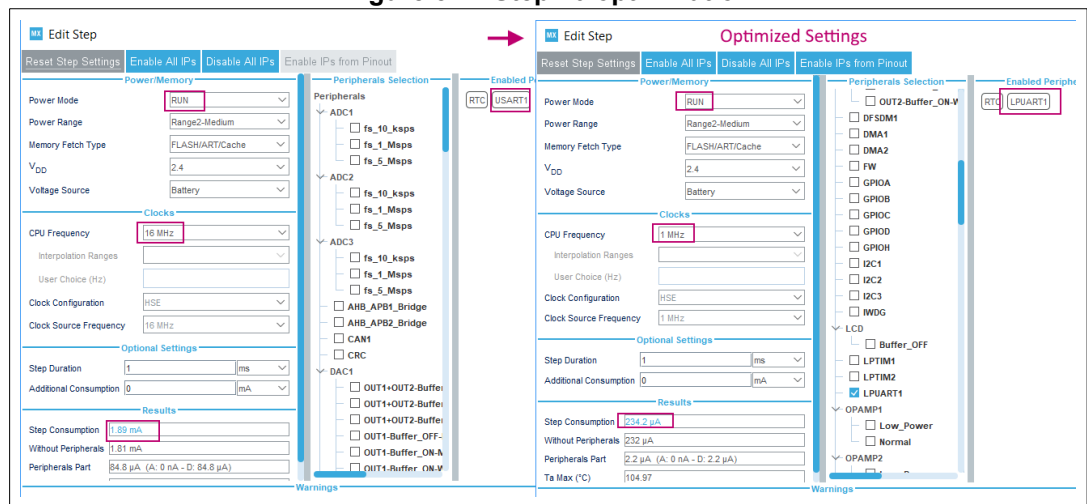 MX Edit Step
Reset Step Settings Enable All IPs Disable All IPs Enable IPs from Pinout
Power/Memory
Power Mode RUN
Power Range Range2-Medium
Memory Fetch Type FLASH/ART/Cache
VDD 2.4
Voltage Source Battery
Clocks
CPU Frequency 16 MHz
Interpolation Ranges
User Choice (Hz)
Clock Configuration HSE
Clock Source Frequency 16 MHz
Optional Settings
Step Duration 1 ms
Additional Consumption 0 mA
Results
Step Consumption 1.89 mA
Without Peripherals 1.81 mA
Peripherals Part 84.8 µA (A: 0 nA - D: 84.8 µA)
Peripherals Selection
Peripherals
ADC1
fs_10_ksps
fs_1_Msps
fs_5_Msps
ADC2
fs_10_ksps
fs_1_Msps
fs_5_Msps
ADC3
fs_10_ksps
fs_1_Msps
fs_5_Msps
AHB_APB1_Bridge
AHB_APB2_Bridge
CAN1
CRC
DAC1
OUT1+OUT2-Buffe
OUT1+OUT2-Buffe
OUT1+OUT2-Buffe
OUT1-Buffer_OFF-
OUT1-Buffer_ON-M
OUT1-Buffer_ON-W
Enabled P
RTC USART1
Warnings
MX Edit Step Optimized Settings
Reset Step Settings Enable All IPs Disable All IPs Enable IPs from Pinout
Power/Memory
Power Mode RUN
Power Range Range2-Medium
Memory Fetch Type FLASH/ART/Cache
VDD 2.4
Voltage Source Battery
Clocks
CPU Frequency 1 MHz
Interpolation Ranges
User Choice (Hz)
Clock Configuration HSE
Clock Source Frequency 1 MHz
Optional Settings
Step Duration 1 ms
Additional Consumption 0 mA
Results
Step Consumption 234.2 µA
Without Peripherals 232 µA
Peripherals Part 2.2 µA (A: 0 nA - D: 2.2 µA)
Ta Max (°C) 104.97
Peripherals Selection
OUT2-Buffer_ON-W
DFSDM1
DMA1
DMA2
FW
GPIOA
GPIOB
GPIOC
GPIOD
GPIOH
I2C1
I2C2
I2C3
IWDG
LCD
Buffer_OFF
LPTIM1
LPTIM2
LPUART1
OPAMP1
Low_Power
Normal
OPAMP2
Enabled Periphe
RTC LPUART1
Warnings